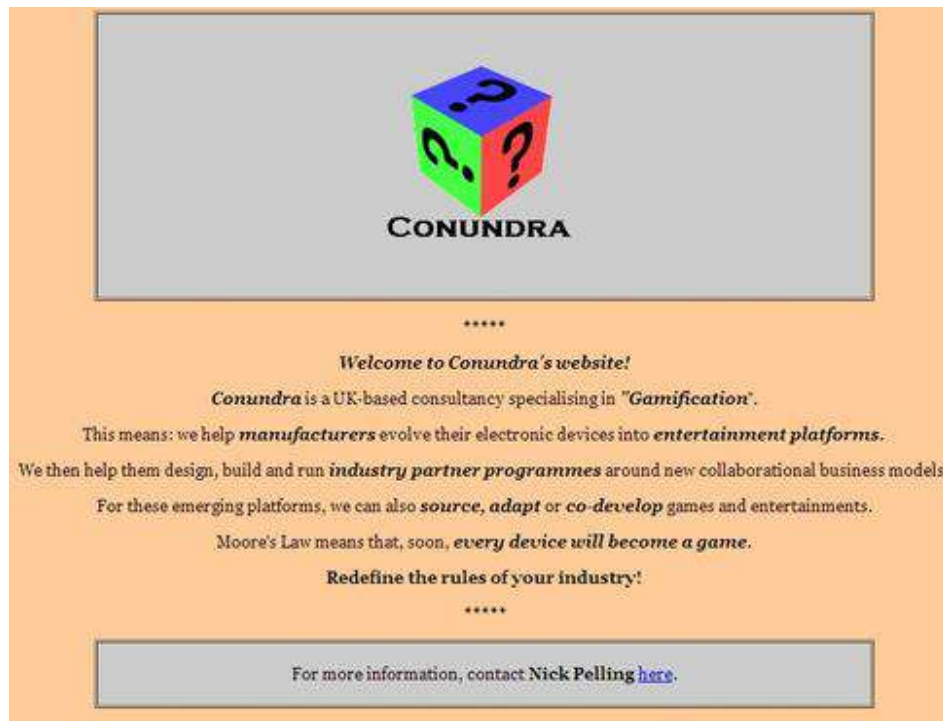 ? ? ?
CONUNDRA
*****
Welcome to Conundra's website!
Conundra is a UK-based consultancy specialising in "Gamification".
This means: we help manufacturers evolve their electronic devices into entertainment platforms.
We then help them design, build and run industry partner programmes around new collaborational business models
For these emerging platforms, we can also source, adapt or co-develop games and entertainments.
Moore's Law means that, soon, every device will become a game.
Redefine the rules of your industry!
*****
For more information, contact Nick Pelling here.